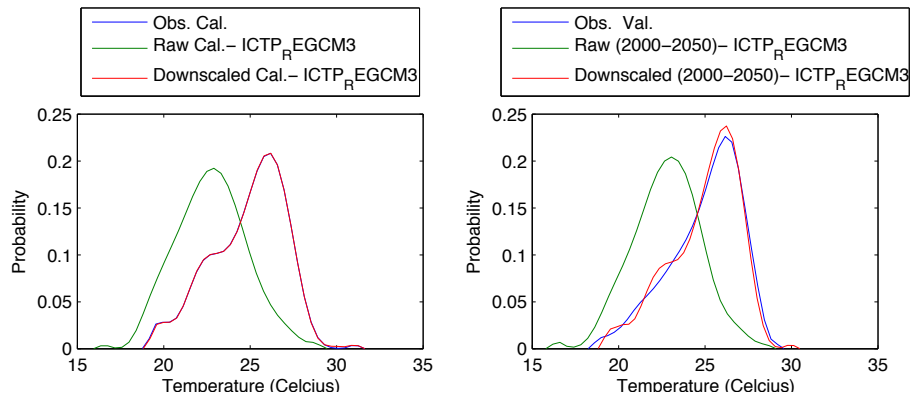 Obs. Cal.
Raw Cal.− ICTP_REGCM3
Downscaled Cal.− ICTP_REGCM3
0.25
0.2
0.15
0.1
0.05
0
Probability
15 20 25 30 35
Temperature (Celcius)
Obs. Val.
Raw (2000−2050)− ICTP_REGCM3
Downscaled (2000−2050)− ICTP_REGCM3
0.25
0.2
0.15
0.1
0.05
0
Probability
15 20 25 30 35
Temperature (Celcius)